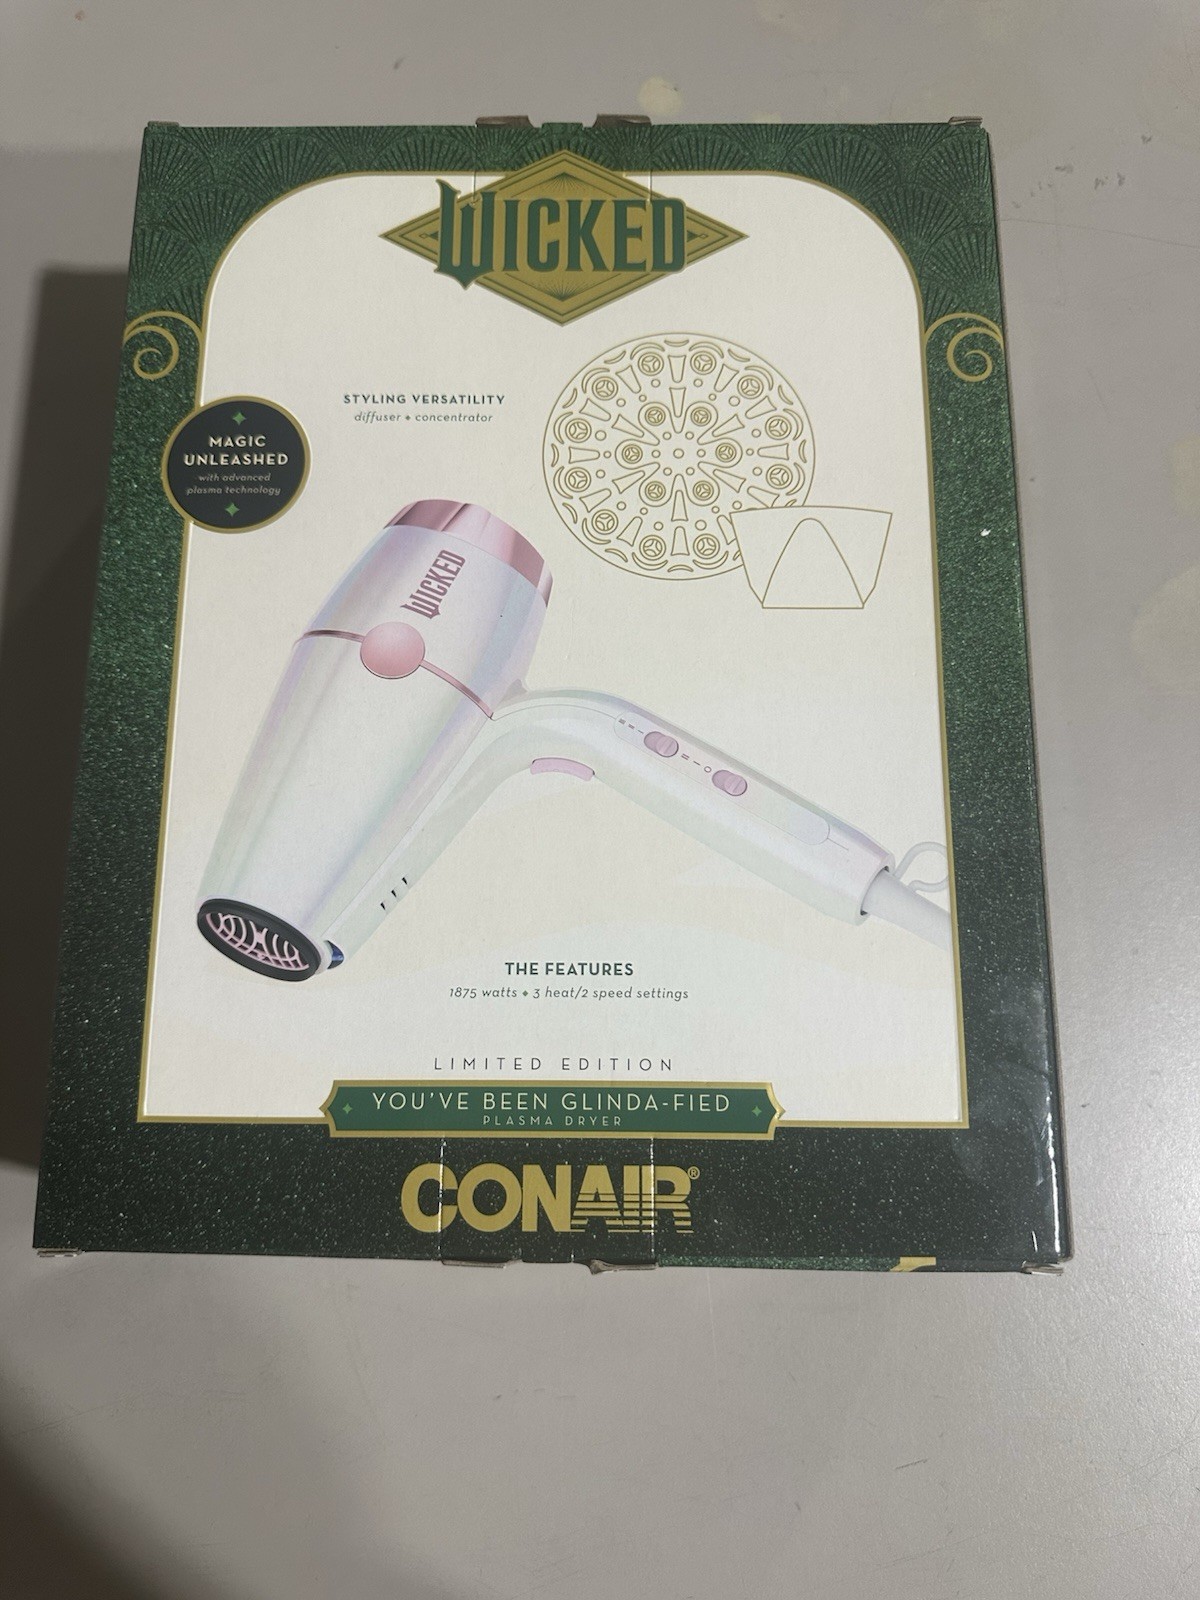 WICKED
STYLING VERSATILITY
diffuser ✦ concentrator
MAGIC
UNLEASHED
with advanced
plasma technology
WICKED
THE FEATURES
1875 watts ✦ 3 heat/2 speed settings
LIMITED EDITION
YOU'VE BEEN GLINDA-FIED
PLASMA DRYER
CONAIR®